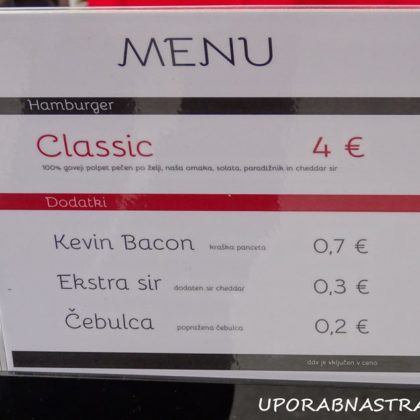 MENU
Hamburger
Classic 4 €
100% goveji polpet pečen po želji, naša omaka, solata, paradižnik in cheddar sir
Dodatki
Kevin Bacon kraška panceta 0,7 €
Ekstra sir dodaten sir cheddar 0,3 €
Čebulca popražena čebulca 0,2 €
ddv je vključen v ceno
UPORABNASTRA